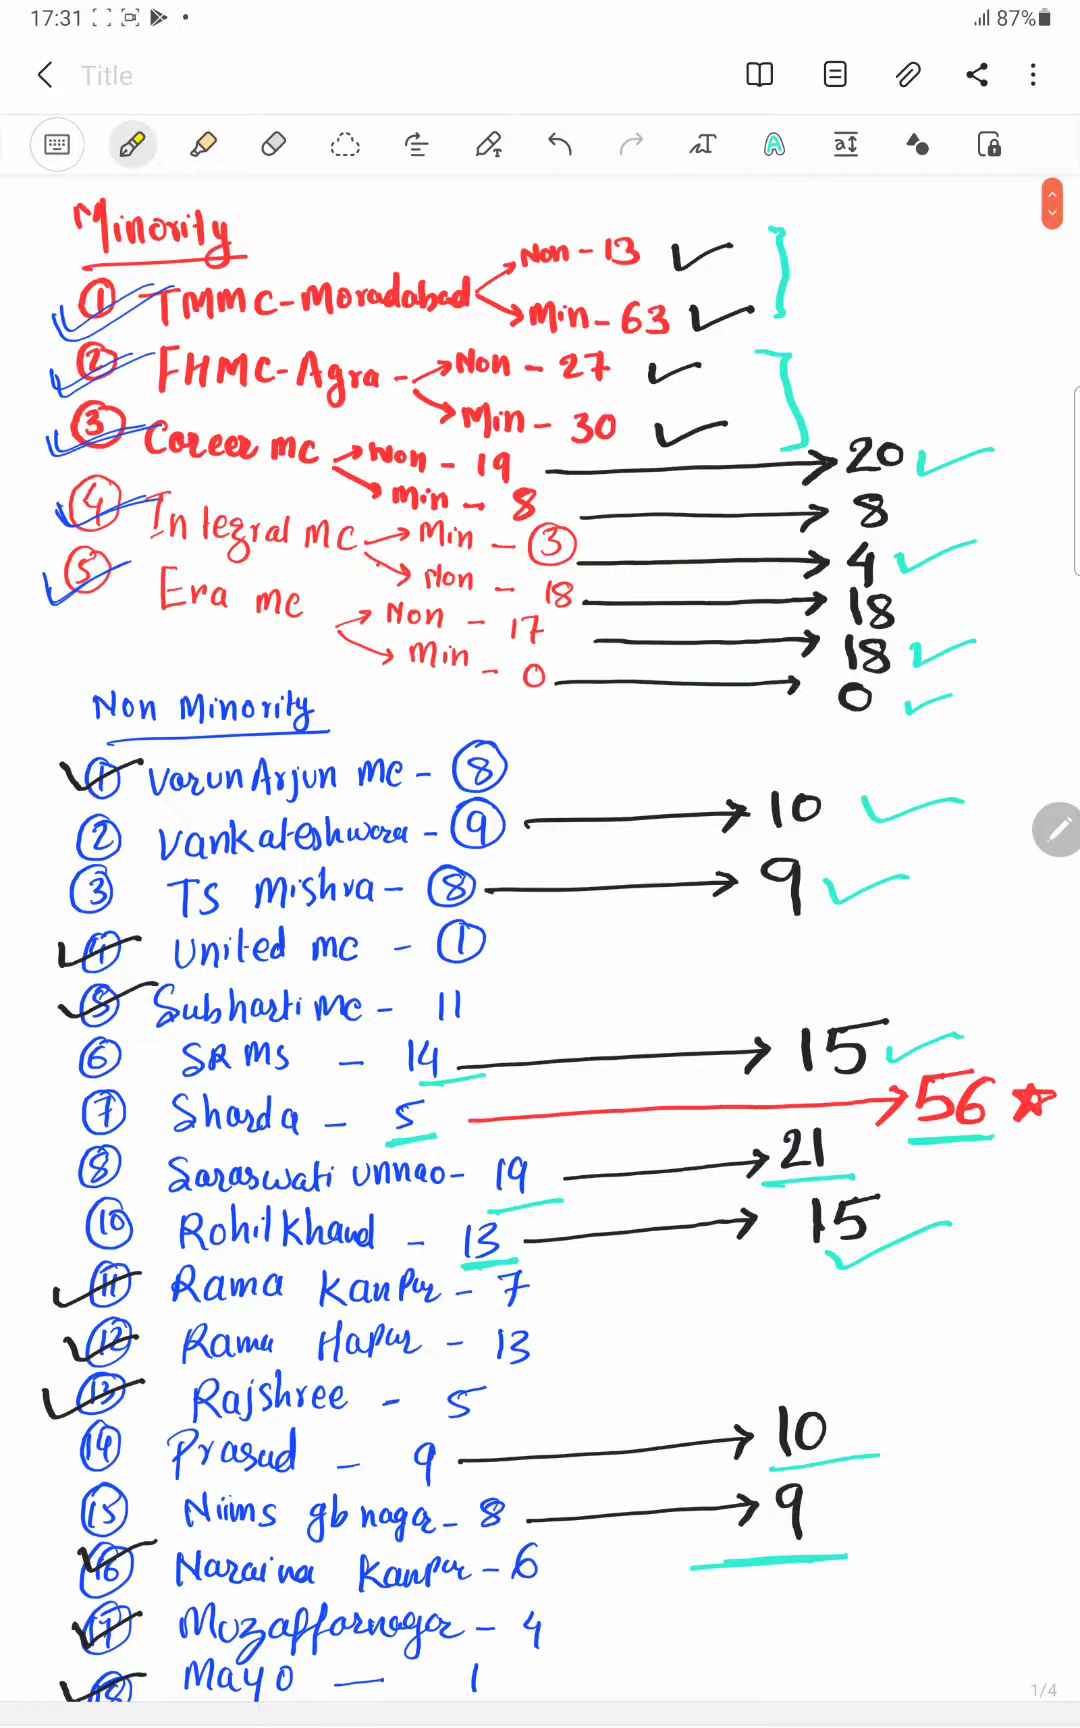 17:31 87%
Title
Minority
① TMMC-Moradabad Non - 13
Min - 63
② FHMC-Agra - Non - 27
Min - 30
③ Career mc Non - 19 20
Min - 8 8
④ Integral MC Min - ③ 4
Non - 18 18
⑤ Era mc Non - 17 18
Min - 0 0
Non Minority
① Varun Arjun mc - ⑧
② Vankateshwara - ⑨ 10
③ TS Mishra - ⑧ 9
④ United mc - ①
⑤ Subharti mc - 11
⑥ SRMS - 14 15
⑦ Sharda - 5 56
⑧ Saraswati unnao - 19 21
⑩ Rohilkhand - 13 15
⑪ Rama Kanpur - 7
⑫ Rama Hapur - 13
⑬ Rajshree - 5
⑭ Prasad - 9 10
⑮ Niims gb nagar - 8 9
⑯ Naraina Kanpur - 6
⑰ Muzaffarnagar - 4
⑱ Mayo - 1
1/4